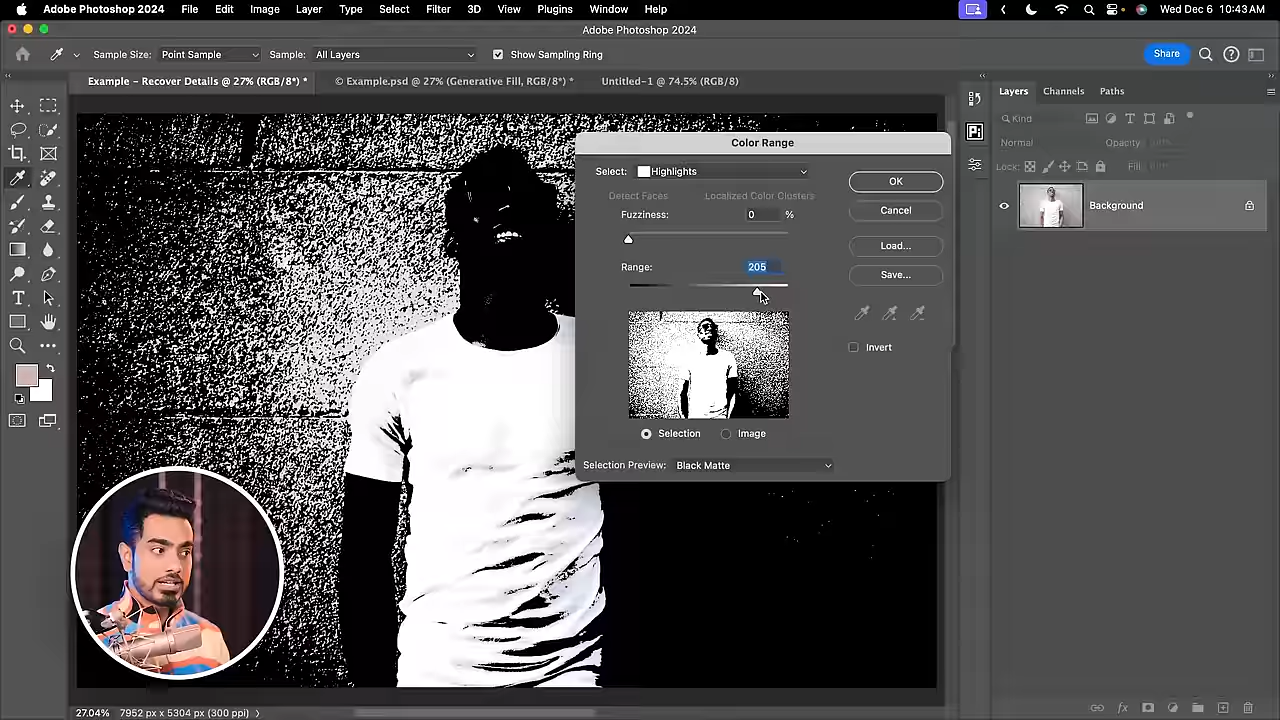 Adobe Photoshop 2024 File Edit Image Layer Type Select Filter 3D View Plugins Window Help Wed Dec 6 10:43 AM
Adobe Photoshop 2024
Sample Size: Point Sample Sample: All Layers Show Sampling Ring Share
Example - Recover Details @ 27% (RGB/8*) * © Example.psd @ 27% (Generative Fill, RGB/8*) * Untitled-1 @ 74.5% (RGB/8)
Layers Channels Paths
Kind
Normal Opacity
Lock: Fill
Background
Color Range
Select: Highlights
OK
Detect Faces Localized Color Clusters
Fuzziness: 0 %
Cancel
Load...
Range: 205
Save...
Invert
Selection Image
Selection Preview: Black Matte
27.04% 7952 px x 5304 px (300 ppi)